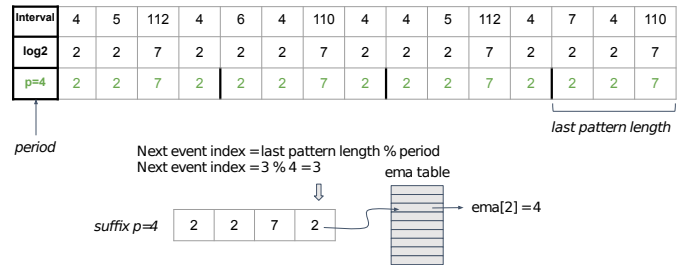 Interval 4 5 112 4 6 4 110 4 4 5 112 4 7 4 110
log2 2 2 7 2 2 2 7 2 2 2 7 2 2 2 7
p=4 2 2 7 2 2 2 7 2 2 2 7 2 2 2 7
last pattern length
period
Next event index = last pattern length % period
Next event index = 3 % 4 = 3
ema table
ema[2] = 4
suffix p=4 2 2 7 2